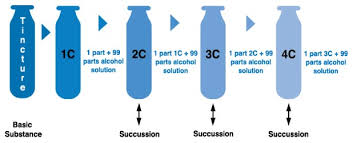 Tincture
Basic
Substance
1C
1 part + 99
parts alcohol
solution
2C
Succussion
1 part 1C + 99
parts alcohol
solution
3C
Succussion
1 part 2C + 99
parts alcohol
solution
4C
Succussion
1 part 3C + 99
parts alcohol
solution